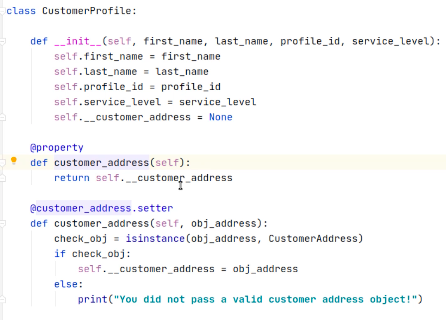 class CustomerProfile:
def __init__(self, first_name, last_name, profile_id, service_level):
self.first_name = first_name
self.last_name = last_name
self.profile_id = profile_id
self.service_level = service_level
self.__customer_address = None
@property
def customer_address(self):
return self.__customer_address
@customer_address.setter
def customer_address(self, obj_address):
check_obj = isinstance(obj_address, CustomerAddress)
if check_obj:
self.__customer_address = obj_address
else:
print("You did not pass a valid customer address object!")